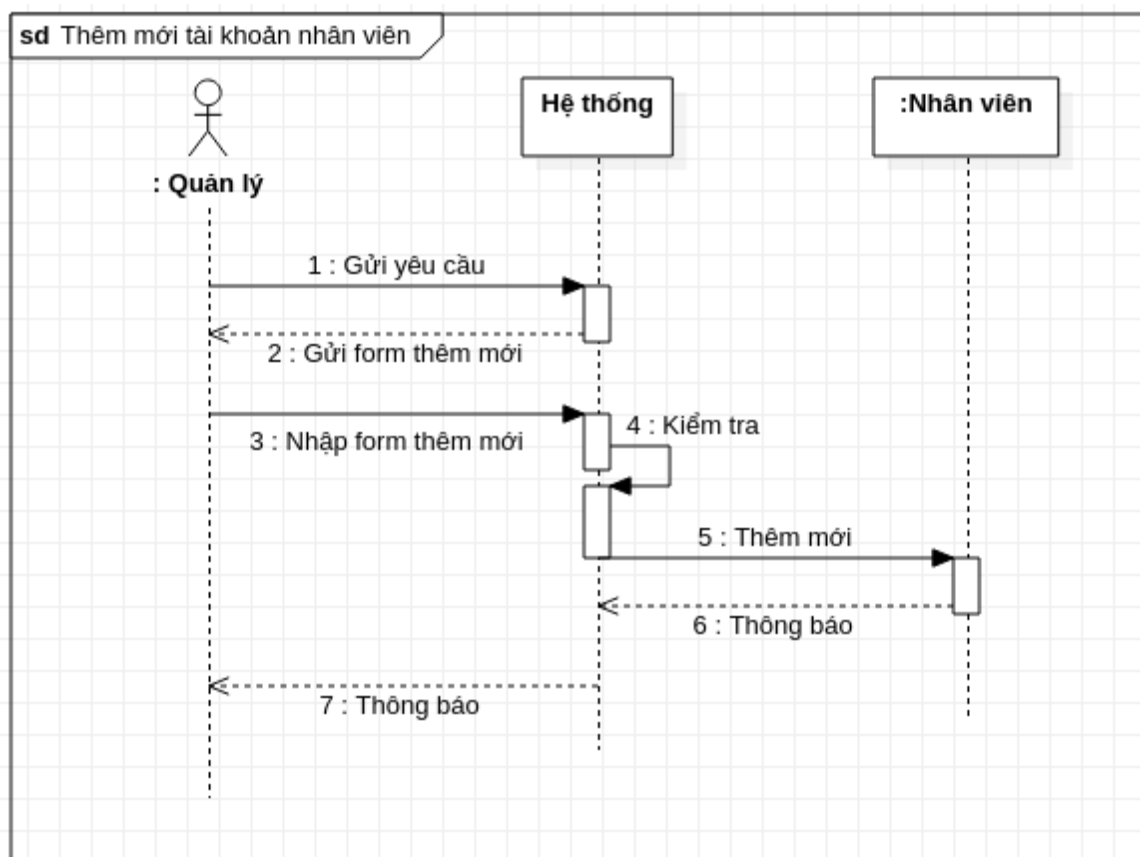 sd Thêm mới tài khoản nhân viên
: Quản lý
Hệ thống
:Nhân viên
1 : Gửi yêu cầu
2 : Gửi form thêm mới
3 : Nhập form thêm mới
4 : Kiểm tra
5 : Thêm mới
6 : Thông báo
7 : Thông báo